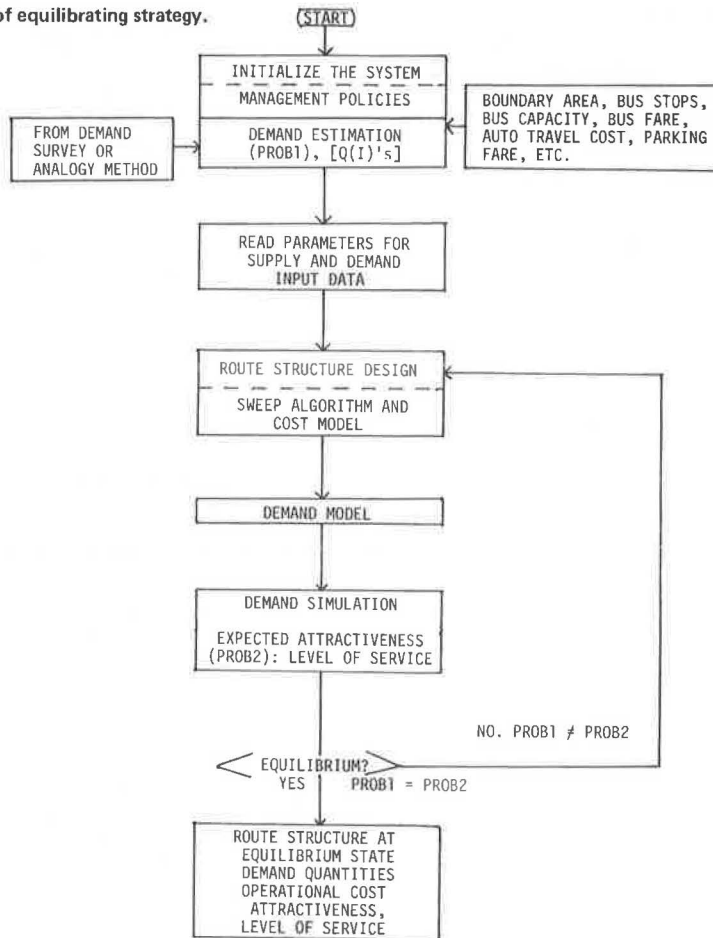 of equilibrating strategy.
(START)
INITIALIZE THE SYSTEM
MANAGEMENT POLICIES
DEMAND ESTIMATION
(PROB1), [Q(I)'s]
FROM DEMAND
SURVEY OR
ANALOGY METHOD
BOUNDARY AREA, BUS STOPS,
BUS CAPACITY, BUS FARE,
AUTO TRAVEL COST, PARKING
FARE, ETC.
READ PARAMETERS FOR
SUPPLY AND DEMAND
INPUT DATA
ROUTE STRUCTURE DESIGN
SWEEP ALGORITHM AND
COST MODEL
DEMAND MODEL
DEMAND SIMULATION
EXPECTED ATTRACTIVENESS
(PROB2): LEVEL OF SERVICE
NO. PROB1 ≠ PROB2
EQUILIBRIUM?
YES PROB1 = PROB2
ROUTE STRUCTURE AT
EQUILIBRIUM STATE
DEMAND QUANTITIES
OPERATIONAL COST
ATTRACTIVENESS,
LEVEL OF SERVICE